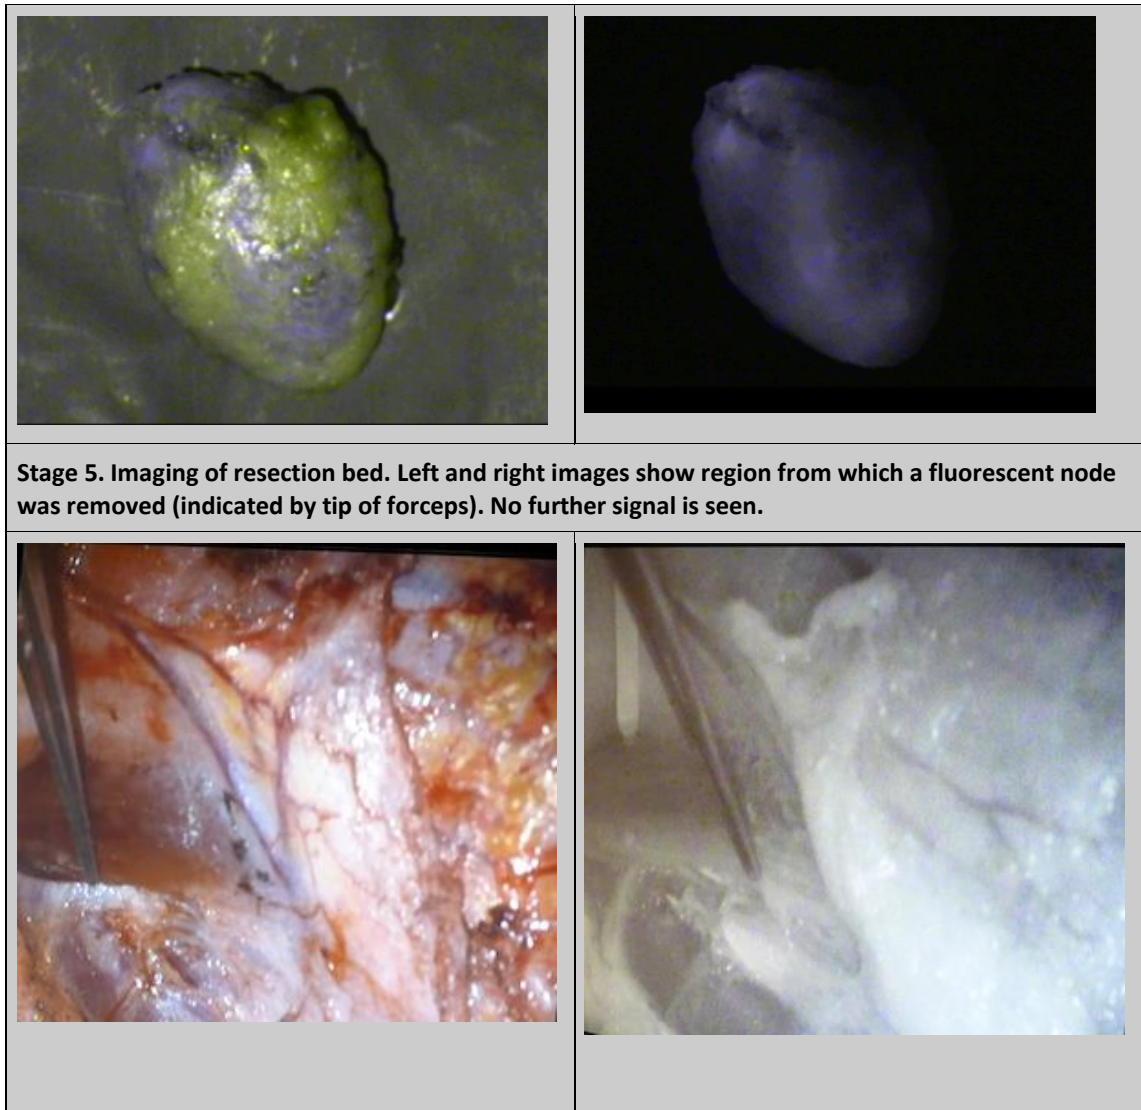 Stage 5. Imaging of resection bed. Left and right images show region from which a fluorescent node
was removed (indicated by tip of forceps). No further signal is seen.